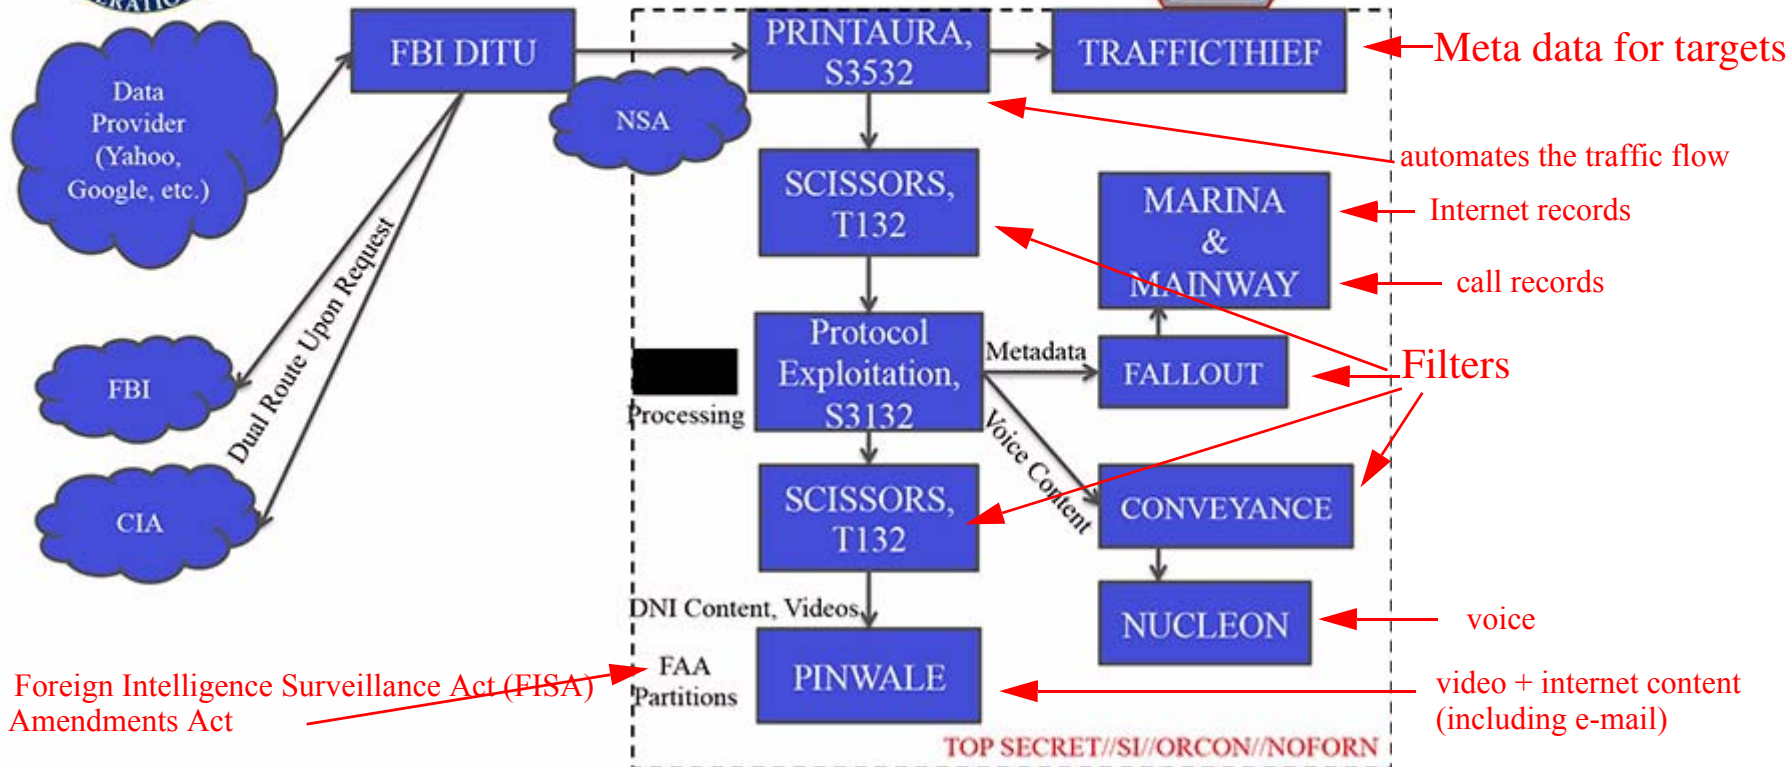 ERATIO
Data
Provider
(Yahoo,
Google, etc.)
FBI DITU
NSA
PRINTAURA,
S3532
TRAFFICTHIEF
Meta data for targets
automates the traffic flow
SCISSORS,
T132
MARINA
&
MAINWAY
Internet records
call records
Dual Route Upon Request
FBI
CIA
Processing
Protocol
Exploitation,
S3132
Metadata
FALLOUT
Filters
Voice Content
SCISSORS,
T132
CONVEYANCE
DNI Content, Videos
NUCLEON
voice
FAA
Partitions
PINWALE
video + internet content
(including e-mail)
Foreign Intelligence Surveillance Act (FISA)
Amendments Act
TOP SECRET//SI//ORCON//NOFORN